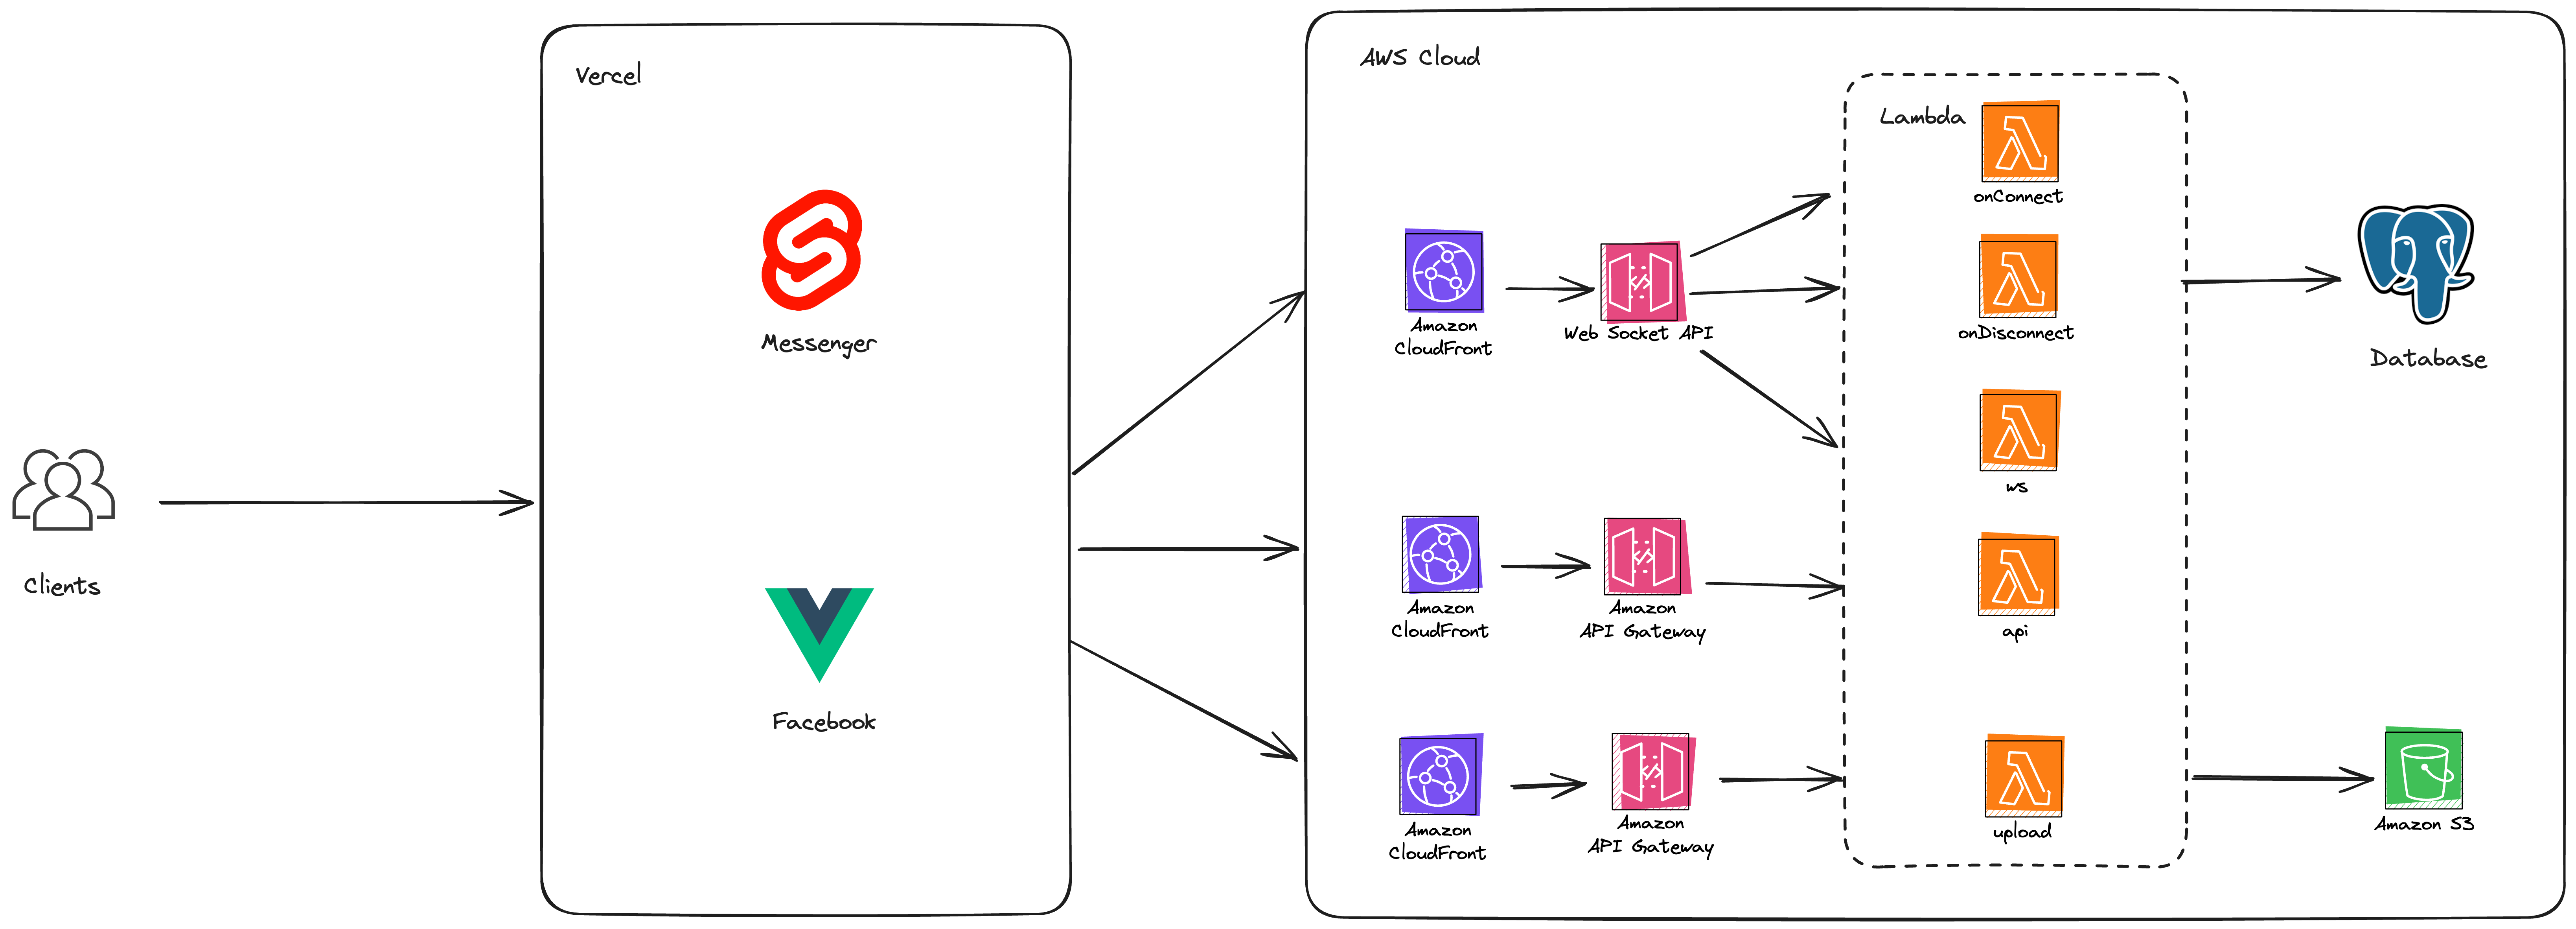 Vercel
Messenger
Facebook
Clients
AWS Cloud
Lambda
onConnect
onDisconnect
ws
api
upload
Amazon
CloudFront
Web Socket API
Amazon
CloudFront
Amazon
API Gateway
Amazon
CloudFront
Amazon
API Gateway
Database
Amazon S3